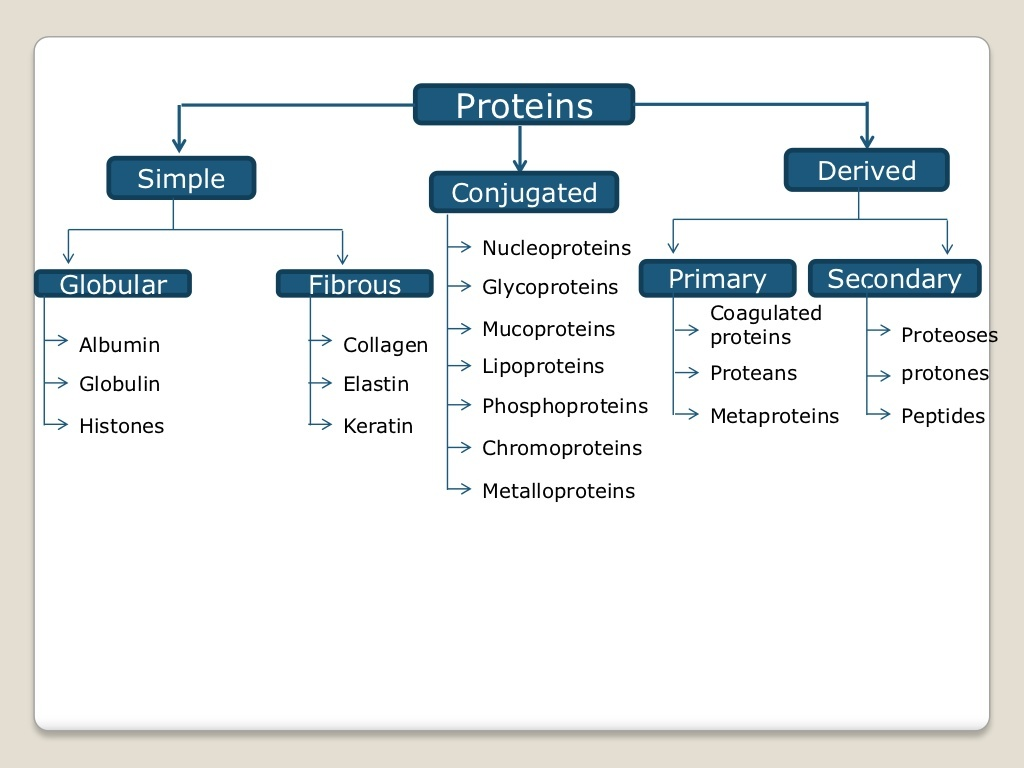 Proteins
Simple
Conjugated
Derived
Globular
Albumin
Globulin
Histones
Fibrous
Collagen
Elastin
Keratin
Nucleoproteins
Glycoproteins
Mucoproteins
Lipoproteins
Phosphoproteins
Chromoproteins
Metalloproteins
Primary
Coagulated
proteins
Proteans
Metaproteins
Secondary
Proteoses
protones
Peptides